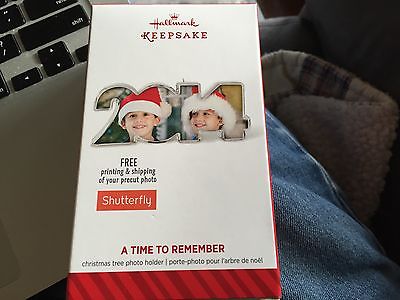 Hallmark
KEEPSAKE
2014
FREE
printing & shipping
of your precut photo
Shutterfly
A TIME TO REMEMBER
christmas tree photo holder | porte-photo pour l'arbre de noël